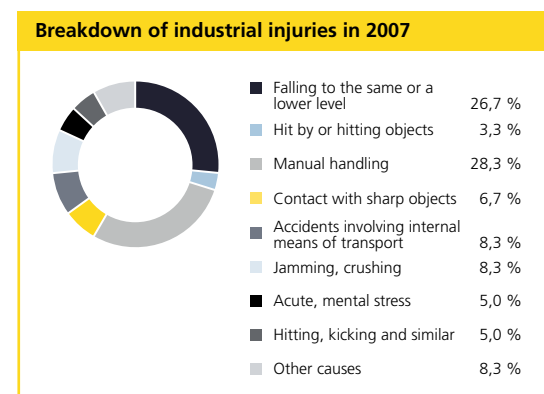 Breakdown of industrial injuries in 2007
Falling to the same or a
lower level 26,7 %
Hit by or hitting objects 3,3 %
Manual handling 28,3 %
Contact with sharp objects 6,7 %
Accidents involving internal
means of transport 8,3 %
Jamming, crushing 8,3 %
Acute, mental stress 5,0 %
Hitting, kicking and similar 5,0 %
Other causes 8,3 %